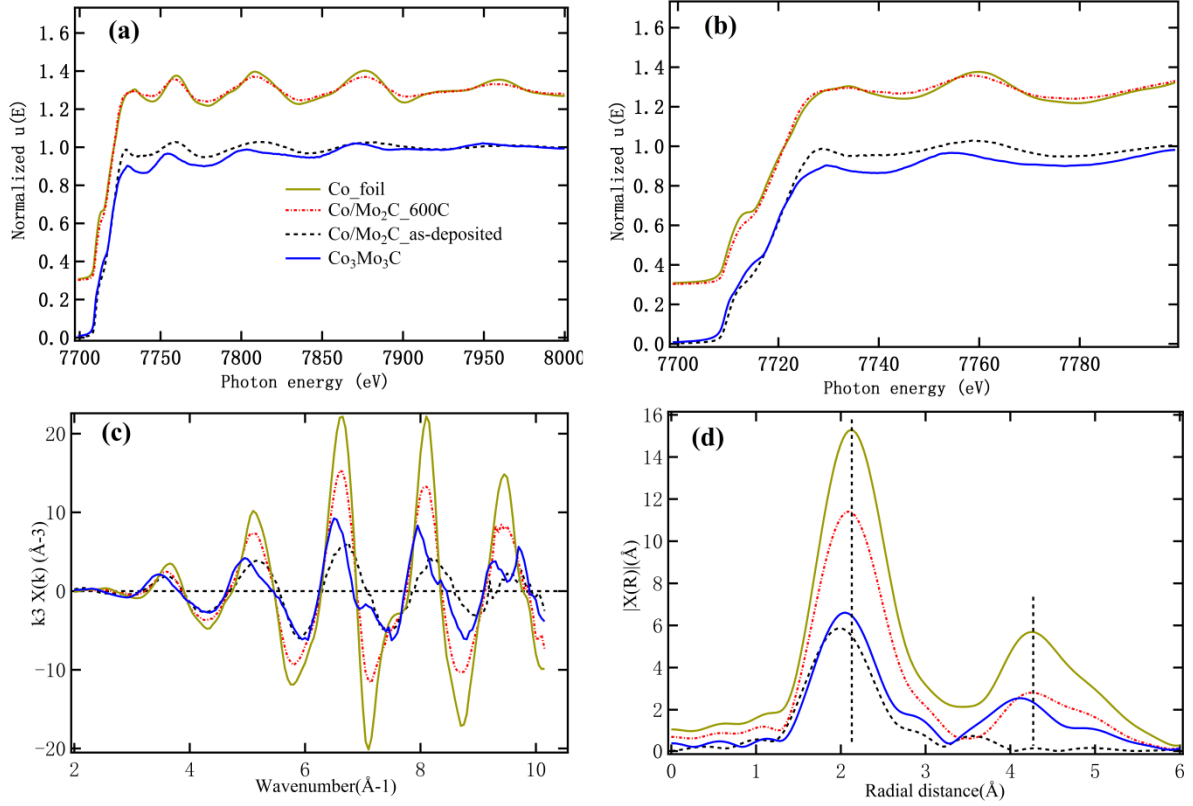 (a)
Normalized u(E)
1.6
1.4
1.2
1.0
0.8
0.6
0.4
0.2
0.0
Co_foil
Co/Mo₂C_600C
Co/Mo₂C_as-deposited
Co₃Mo₃C
7700 7750 7800 7850 7900 7950 8000
Photon energy (eV)
(b)
Normalized u(E)
1.6
1.4
1.2
1.0
0.8
0.6
0.4
0.2
0.0
7700 7720 7740 7760 7780
Photon energy (eV)
(c)
k3 X(k) (Å-3)
20
10
0
-10
-20
2 4 6 8 10
Wavenumber(Å-1)
(d)
|X(R)|(Å)
16
14
12
10
8
6
4
2
0
0 1 2 3 4 5 6
Radial distance(Å)